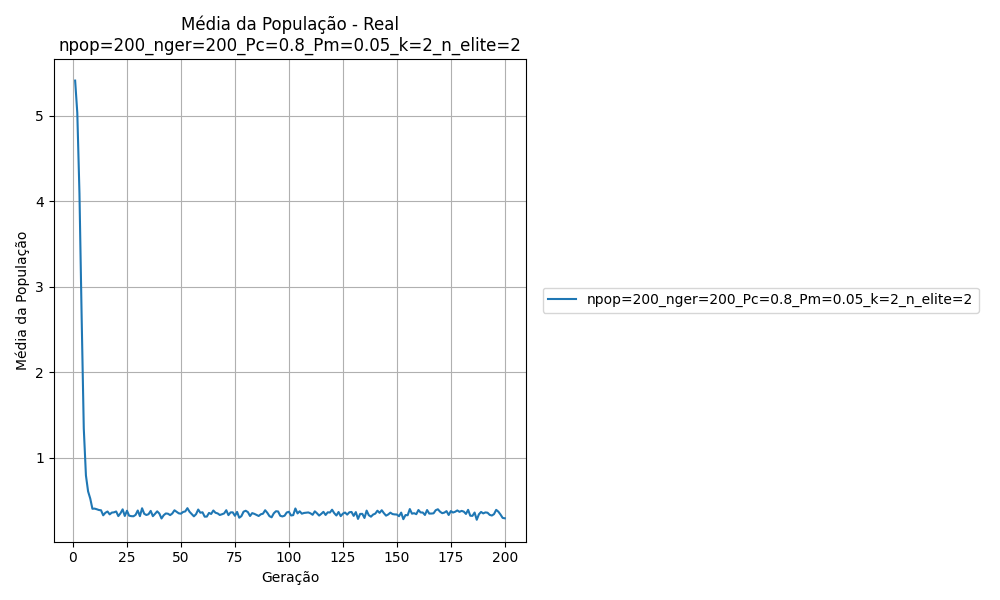 Média da População - Real
npop=200_nger=200_Pc=0.8_Pm=0.05_k=2_n_elite=2
5
4
3
2
1
Média da População
0 25 50 75 100 125 150 175 200
Geração
npop=200_nger=200_Pc=0.8_Pm=0.05_k=2_n_elite=2